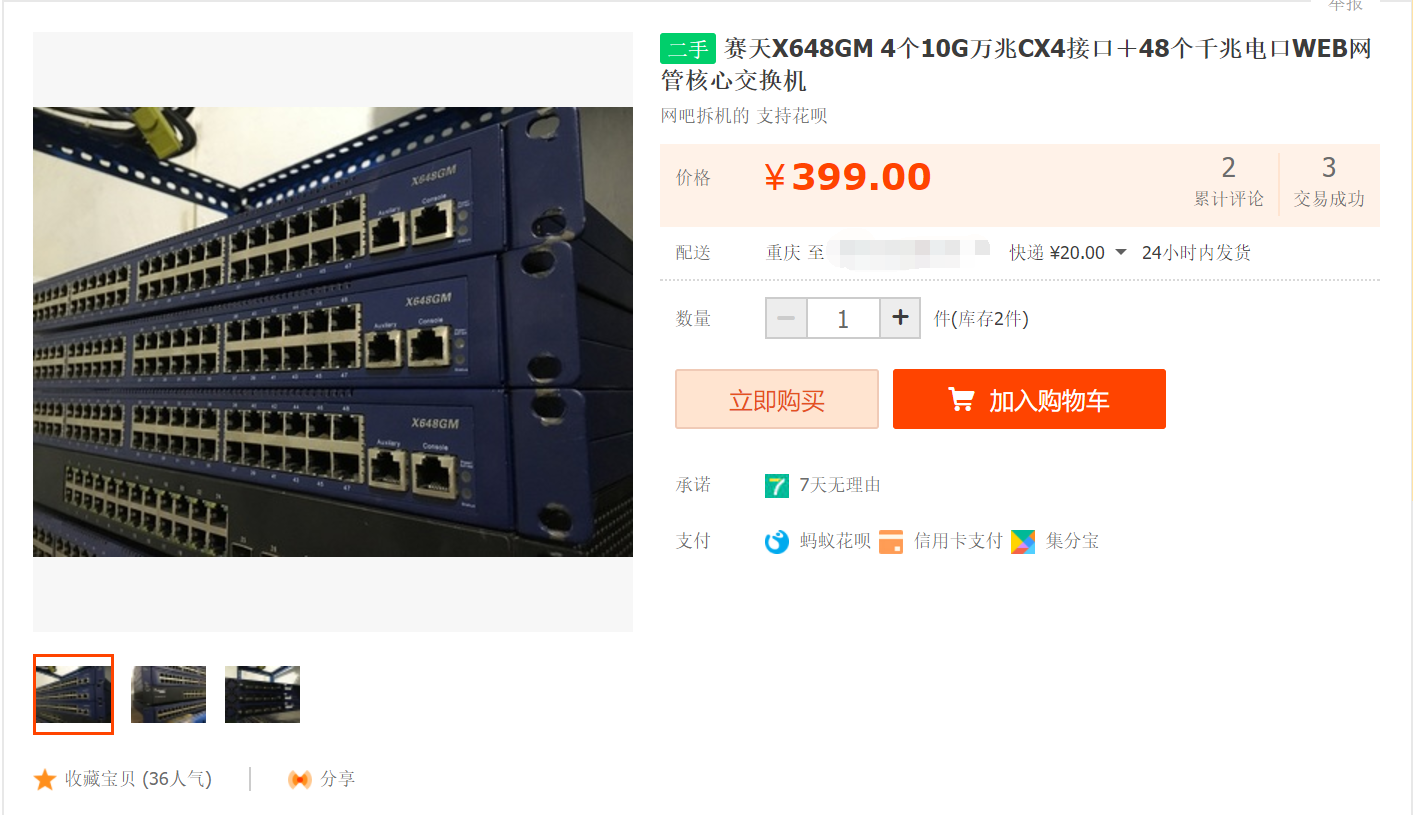 举报
二手 赛天X648GM 4个10G万兆CX4接口＋48个千兆电口WEB网
管核心交换机
网吧拆机的 支持花呗
价格 ¥399.00
2 累计评论
3 交易成功
配送 重庆 至 快递 ¥20.00 24小时内发货
数量 1 + 件(库存2件)
立即购买 加入购物车
承诺 7 7天无理由
支付 蚂蚁花呗 信用卡支付 集分宝
X648GM
Auxiliary Console
X648GM
Auxiliary Console
X648GM
Auxiliary Console
收藏宝贝 (36人气) 分享